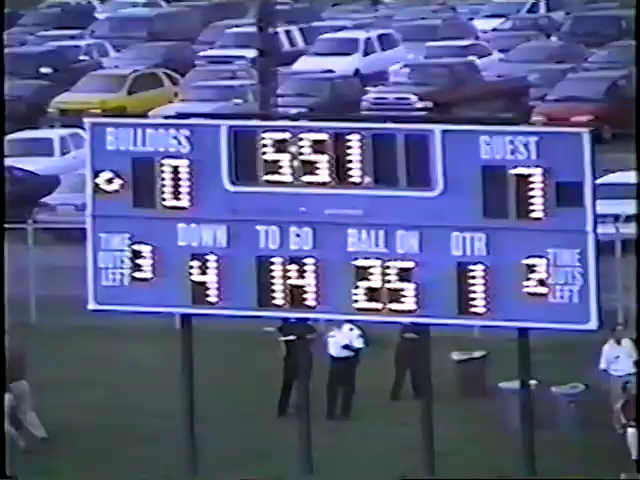 BULLDOGS 5:51 GUEST
0 7
DOWN TO GO BALL ON QTR
TIME OUTS LEFT 3 4 14 25 1 2 TIME OUTS LEFT